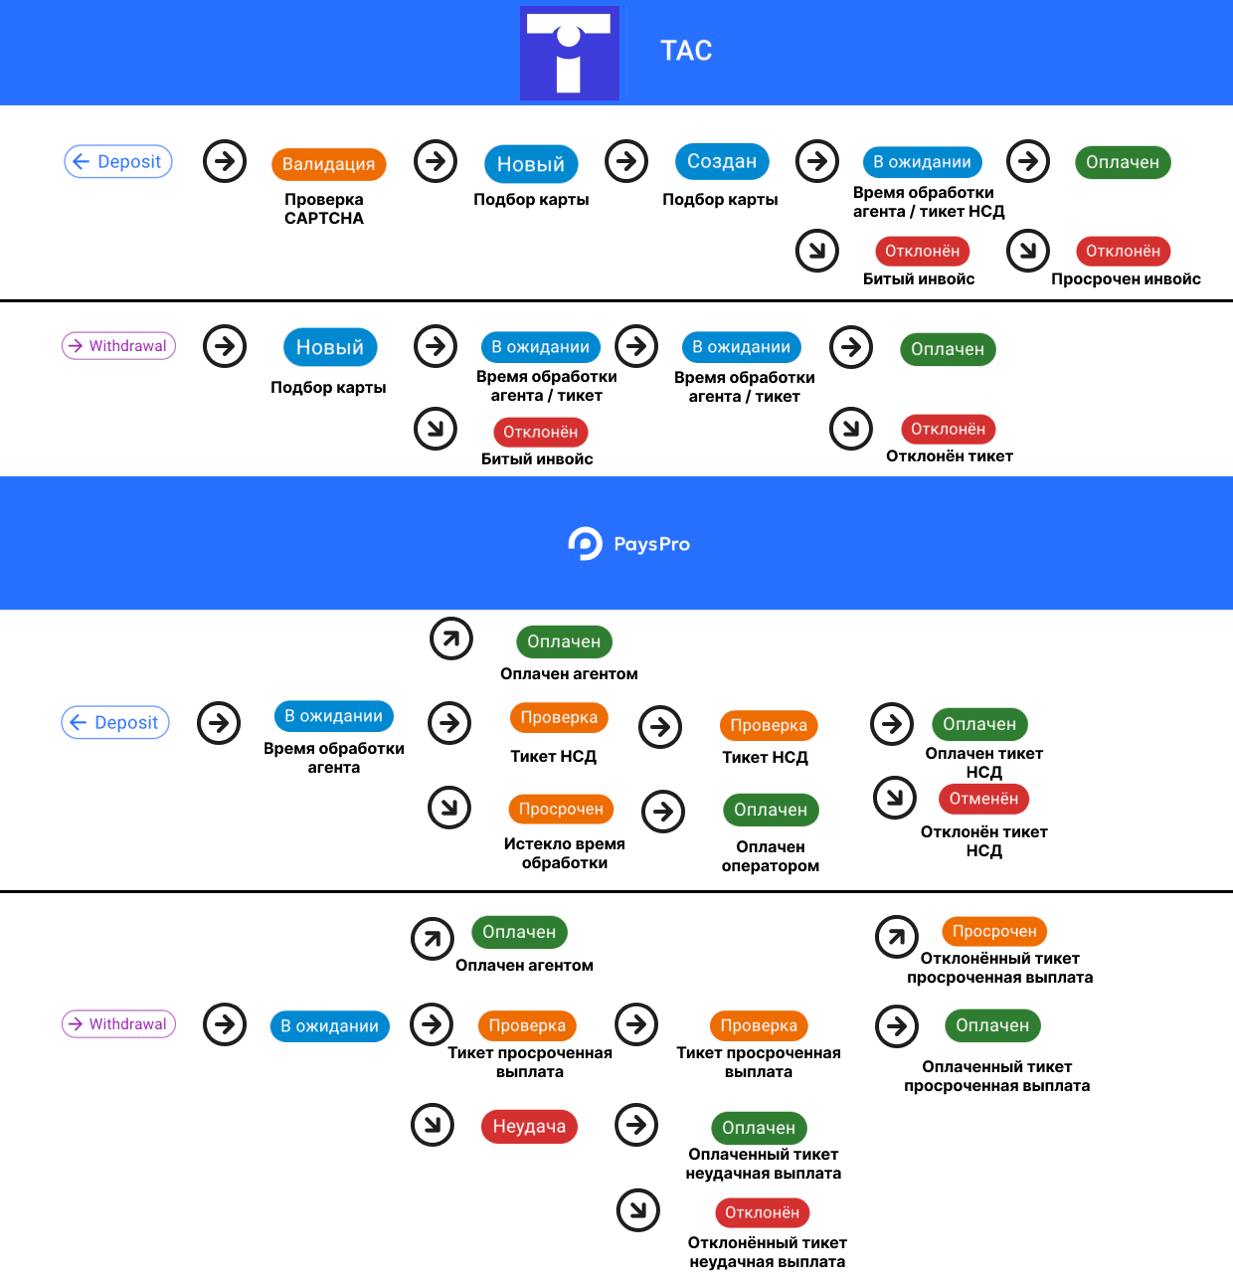 TAC
← Deposit
Валидация
Проверка
CAPTCHA
Новый
Подбор карты
Создан
Подбор карты
В ожидании
Время обработки
агента / тикет НСД
Оплачен
Отклонён
Битый инвойс
Отклонён
Просрочен инвойс
→ Withdrawal
Новый
Подбор карты
В ожидании
Время обработки
агента / тикет
В ожидании
Время обработки
агента / тикет
Оплачен
Отклонён
Битый инвойс
Отклонён
Отклонён тикет
PaysPro
Оплачен
Оплачен агентом
← Deposit
В ожидании
Время обработки
агента
Проверка
Тикет НСД
Проверка
Тикет НСД
Оплачен
Оплачен тикет
НСД
Просрочен
Истекло время
обработки
Оплачен
Оплачен
оператором
Отменён
Отклонён тикет
НСД
Оплачен
Оплачен агентом
Просрочен
Отклонённый тикет
просроченная выплата
→ Withdrawal
В ожидании
Проверка
Тикет просроченная
выплата
Проверка
Тикет просроченная
выплата
Оплачен
Оплаченный тикет
просроченная выплата
Неудача
Оплачен
Оплаченный тикет
неудачная выплата
Отклонён
Отклонённый тикет
неудачная выплата